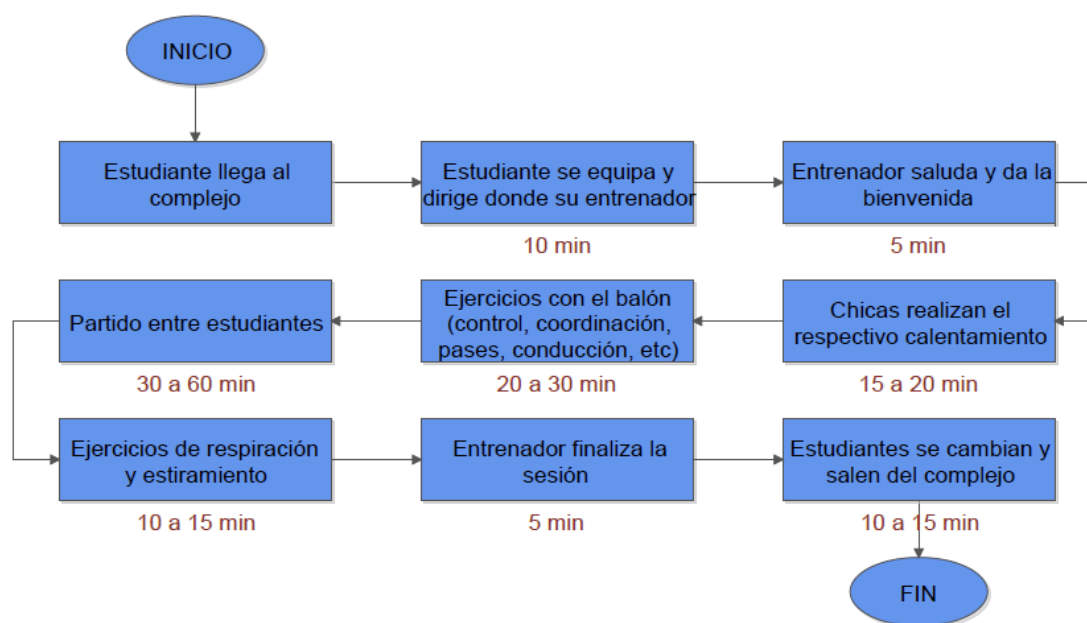 INICIO
Estudiante llega al
complejo
Estudiante se equipa y
dirige donde su entrenador
10 min
Entrenador saluda y da la
bienvenida
5 min
Chicas realizan el
respectivo calentamiento
15 a 20 min
Ejercicios con el balón
(control, coordinación,
pases, conducción, etc)
20 a 30 min
Partido entre estudiantes
30 a 60 min
Ejercicios de respiración
y estiramiento
10 a 15 min
Entrenador finaliza la
sesión
5 min
Estudiantes se cambian y
salen del complejo
10 a 15 min
FIN